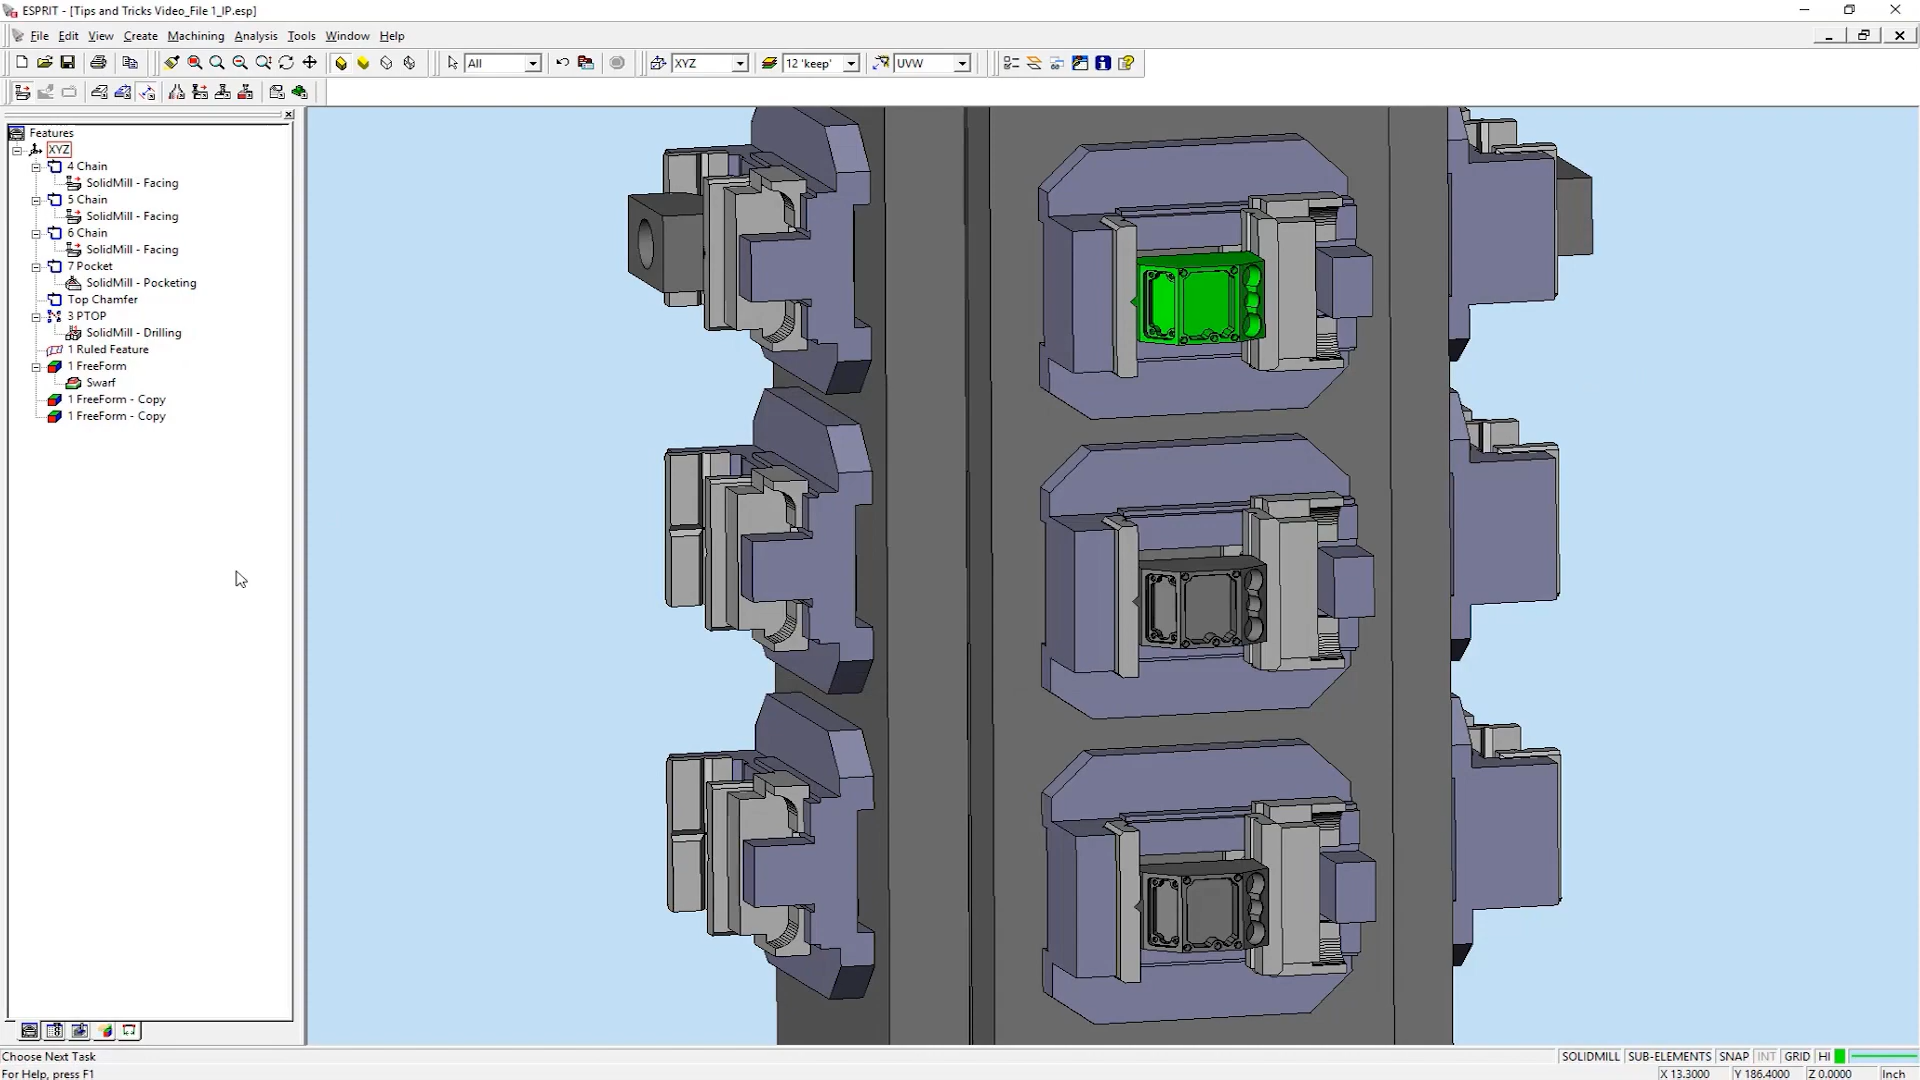 ESPRIT - [Tips and Tricks Video_File 1_IP.esp]
File Edit View Create Machining Analysis Tools Window Help
All XYZ 12 'keep' UVW
Features
XYZ
4 Chain
SolidMill - Facing
5 Chain
SolidMill - Facing
6 Chain
SolidMill - Facing
7 Pocket
SolidMill - Pocketing
Top Chamfer
3 PTOP
SolidMill - Drilling
1 Ruled Feature
1 FreeForm
Swarf
1 FreeForm - Copy
1 FreeForm - Copy
Choose Next Task SOLIDMILL SUB-ELEMENTS SNAP INT GRID HI
For Help, press F1 X 13.3000 Y 186.4000 Z 0.0000 Inch